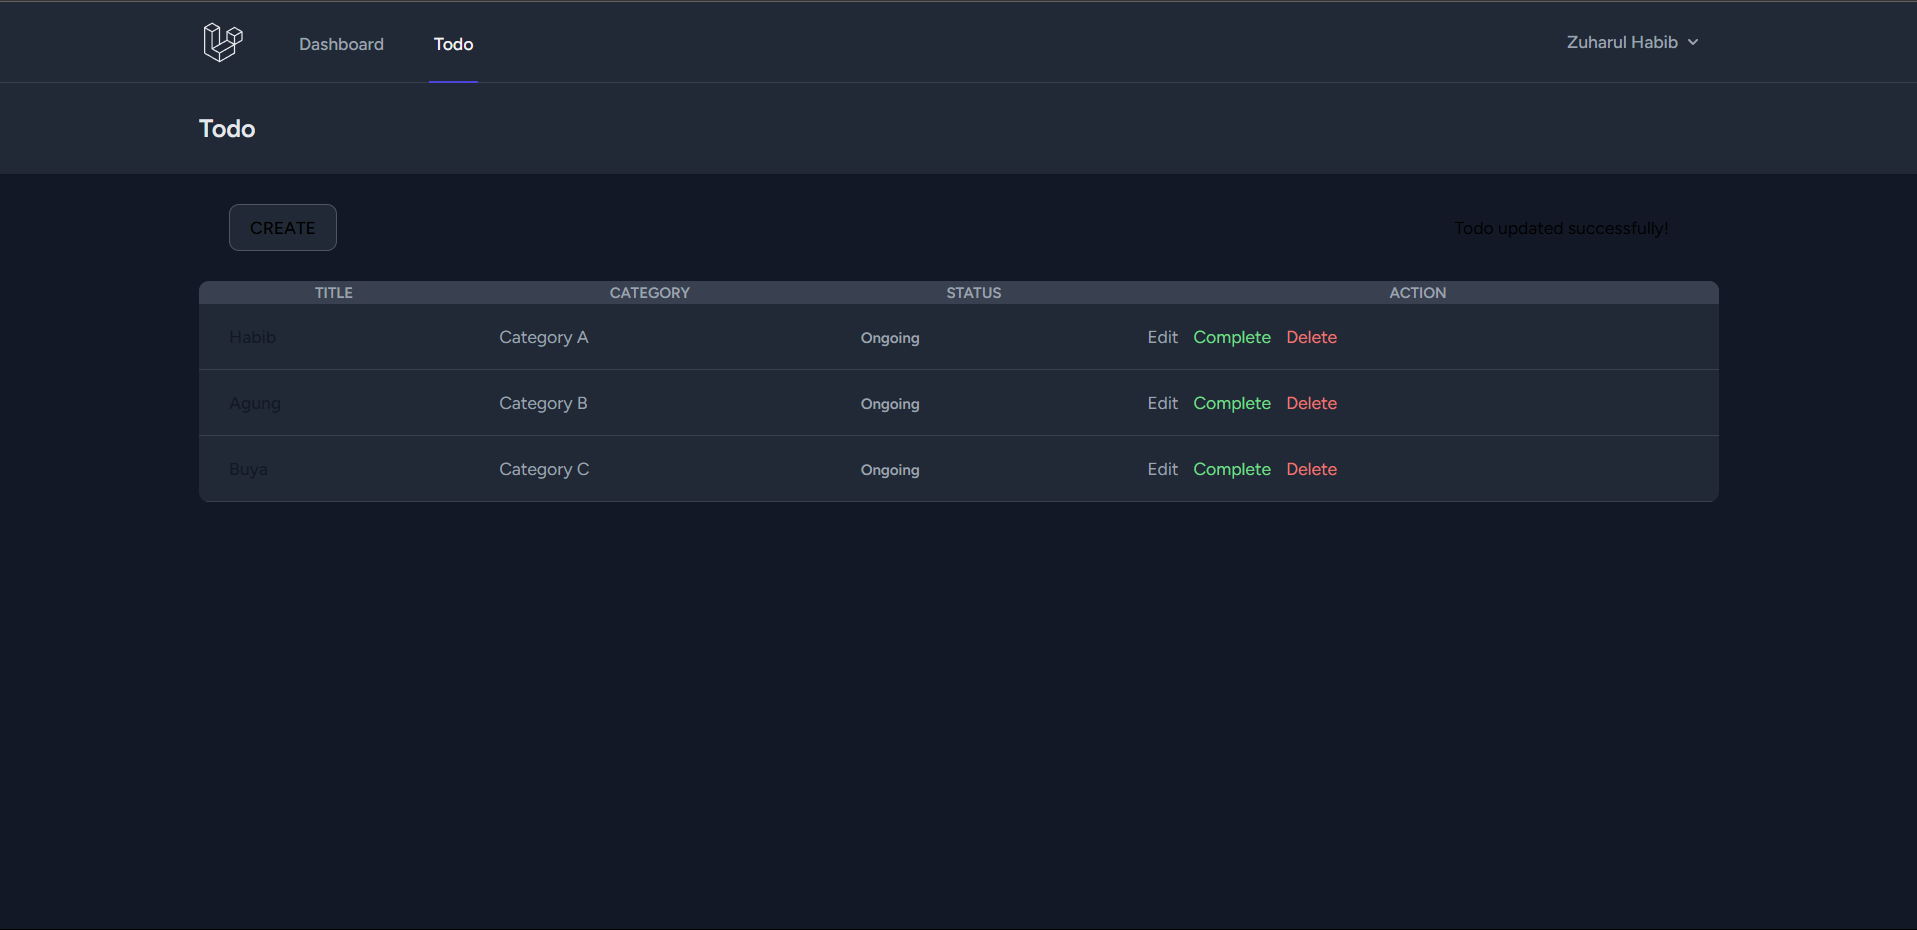 Dashboard Todo Zuharul Habib
Todo
CREATE Todo updated successfully!
TITLE CATEGORY STATUS ACTION
Habib Category A Ongoing Edit Complete Delete
Agung Category B Ongoing Edit Complete Delete
Buya Category C Ongoing Edit Complete Delete